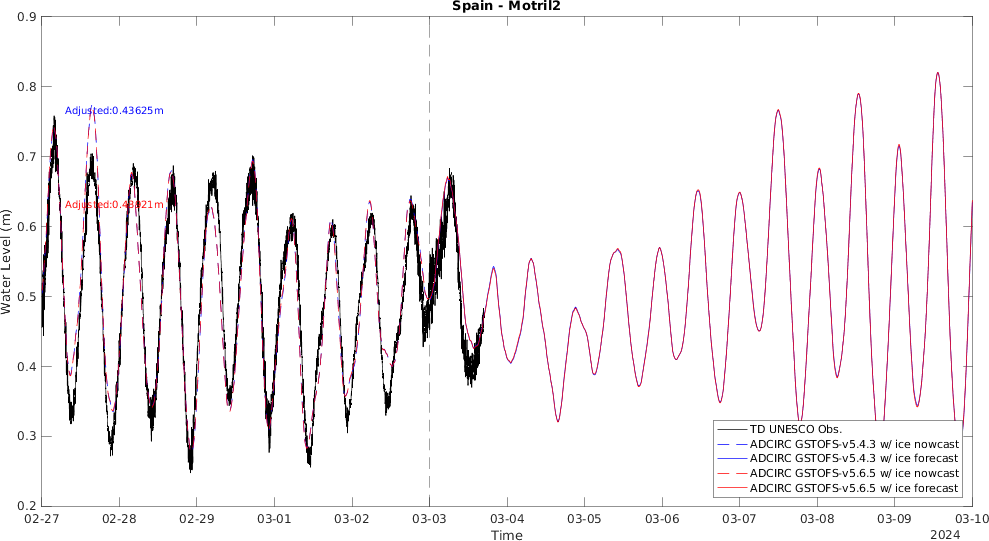 Spain - Motril2
0.9
0.8
0.7
0.6
0.5
0.4
0.3
0.2
Water Level (m)
Adjusted:0.43625m
Adjusted:0.43021m
TD UNESCO Obs.
ADCIRC GSTOFS-v5.4.3 w/ ice nowcast
ADCIRC GSTOFS-v5.4.3 w/ ice forecast
ADCIRC GSTOFS-v5.6.5 w/ ice nowcast
ADCIRC GSTOFS-v5.6.5 w/ ice forecast
02-27 02-28 02-29 03-01 03-02 03-03 03-04 03-05 03-06 03-07 03-08 03-09 03-10
Time
2024